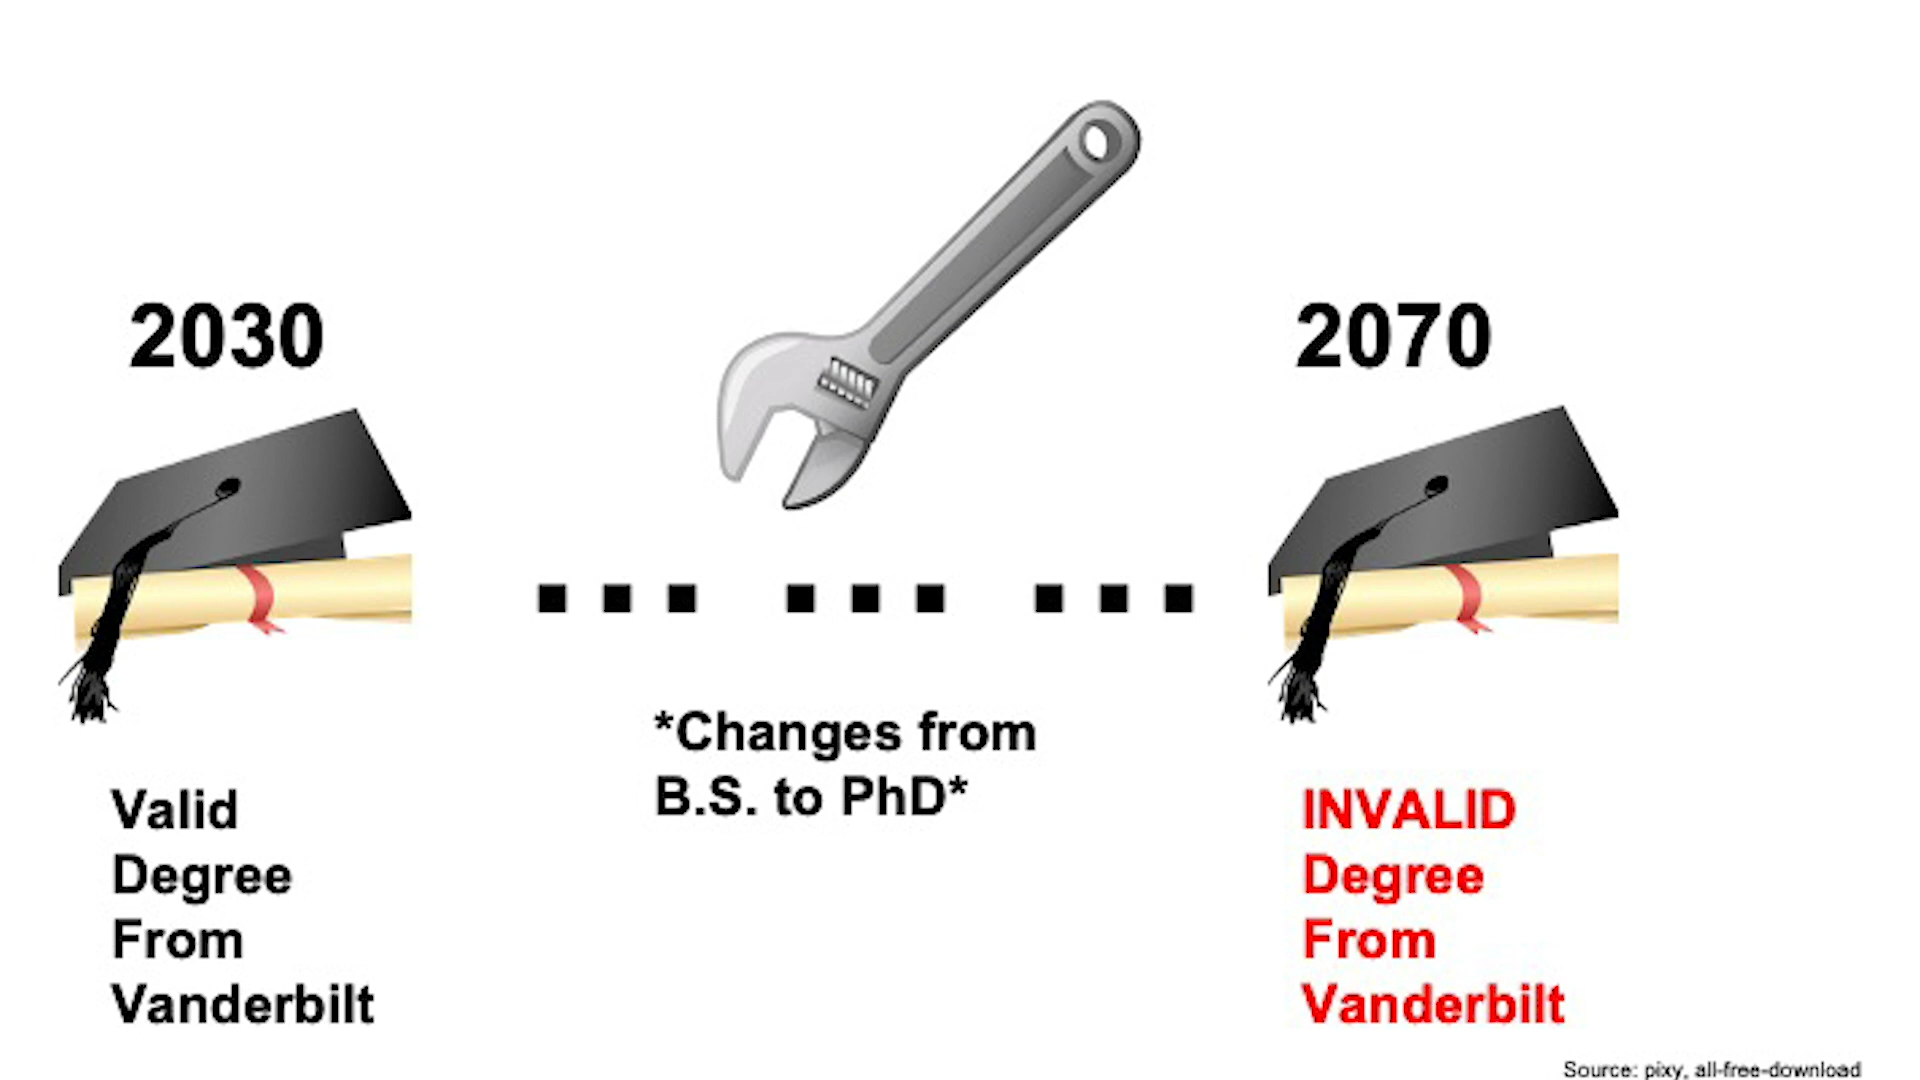 2030
2070
*Changes from
B.S. to PhD*
Valid
Degree
From
Vanderbilt
INVALID
Degree
From
Vanderbilt
Source: pixy, all-free-download